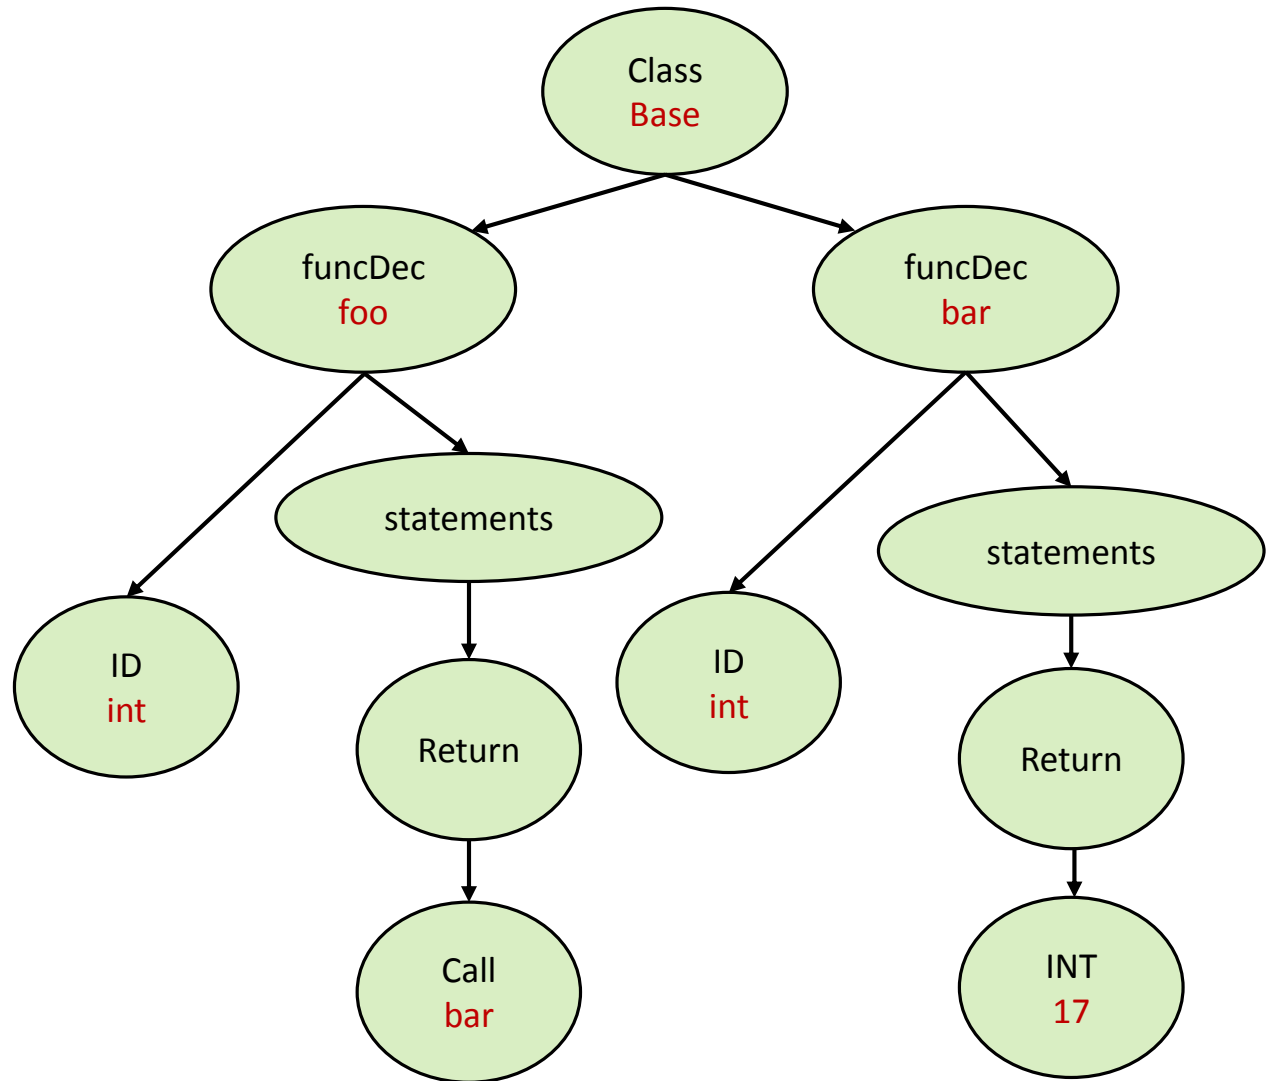 Class
Base
funcDec
foo
funcDec
bar
statements
statements
ID
int
ID
int
Return
Return
Call
bar
INT
17